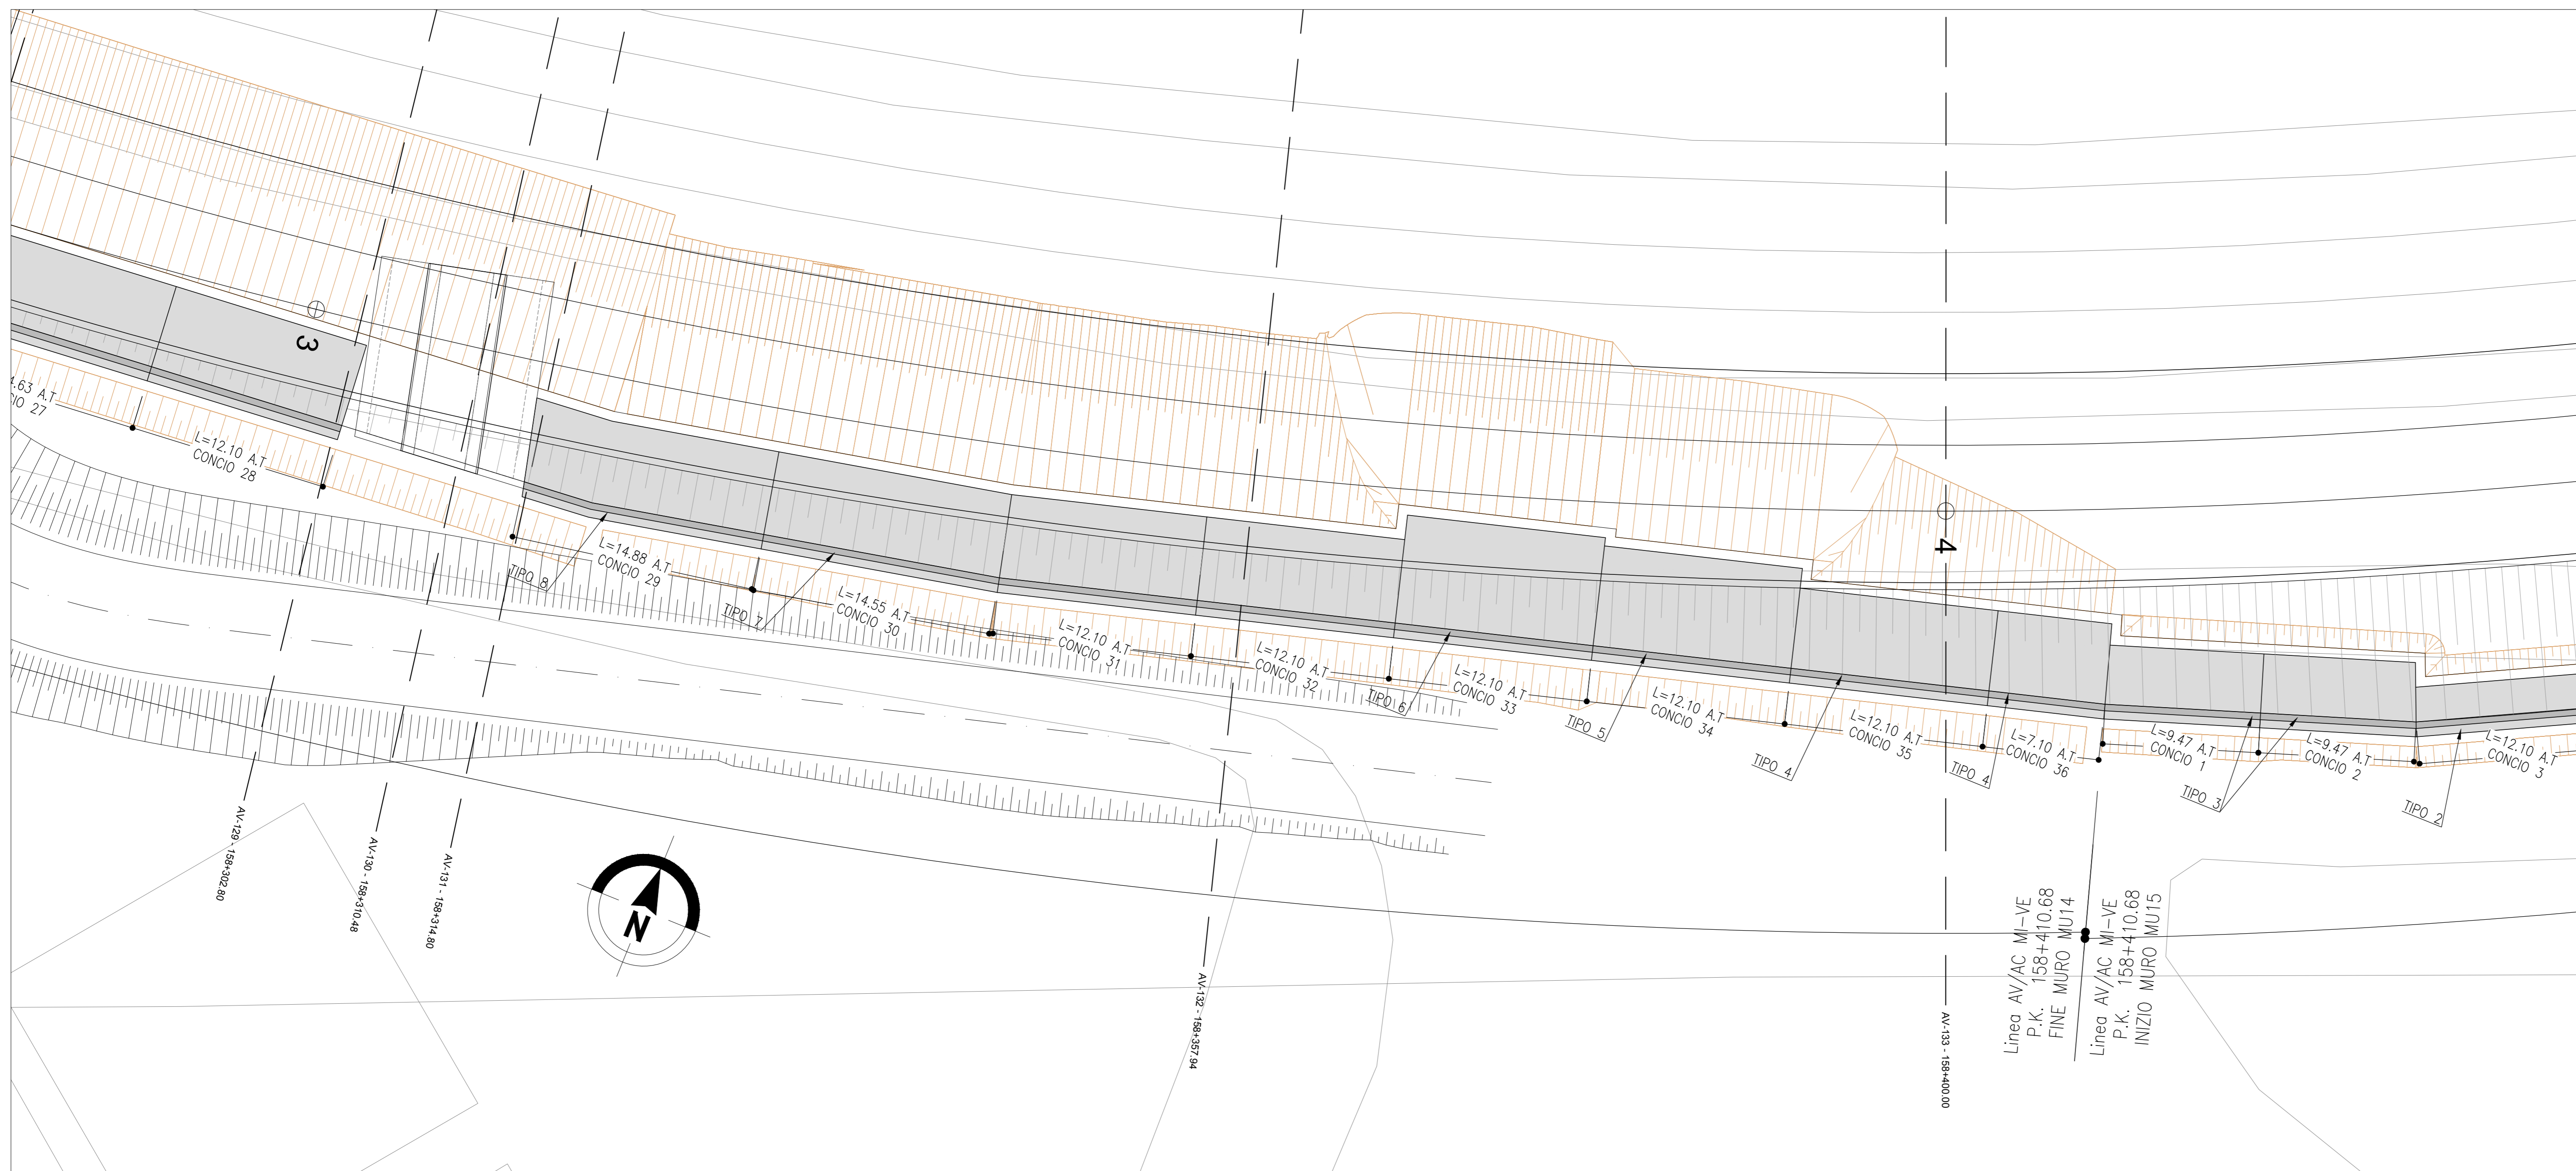 3
4.63 A.T
CIO 27
L=12.10 A.T
CONCIO 28
L=14.88 A.T
CONCIO 29
TIPO 8
L=14.55 A.T
CONCIO 30
TIPO 7
L=12.10 A.T
CONCIO 31
L=12.10 A.T
CONCIO 32
TIPO 6
L=12.10 A.T
CONCIO 33
TIPO 5
L=12.10 A.T
CONCIO 34
TIPO 4
L=12.10 A.T
CONCIO 35
4
TIPO 4
L=7.10 A.T
CONCIO 36
L=9.47 A.T
CONCIO 1
TIPO 3
L=9.47 A.T
CONCIO 2
TIPO 2
L=12.10 A.T
CONCIO 3
AV-129 - 158+302.80
AV-130 - 158+310.48
AV-131 - 158+314.80
N
AV-132 - 158+357.94
AV-133 - 158+400.00
Linea AV/AC MI-VE
P.K. 158+410.68
FINE MURO MU14
Linea AV/AC MI-VE
P.K. 158+410.68
INIZIO MURO MU15